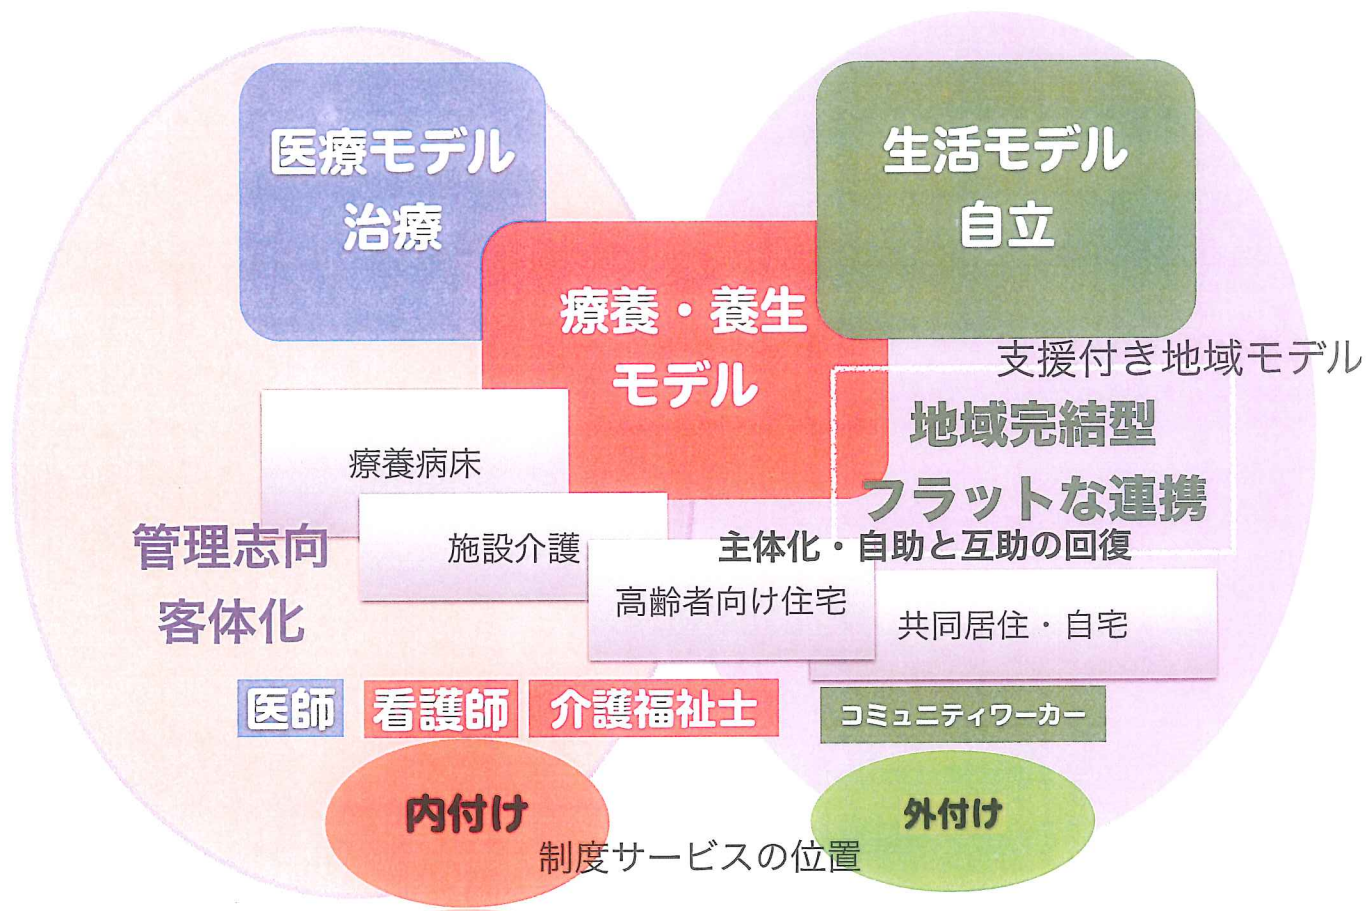 医療モデル
治療
生活モデル
自立
療養・養生
モデル
支援付き地域モデル
地域完結型
フラットな連携
療養病床
管理志向
客体化
施設介護
主体化・自助と互助の回復
高齢者向け住宅
共同居住・自宅
医師
看護師
介護福祉士
コミュニティワーカー
内付け
外付け
制度サービスの位置